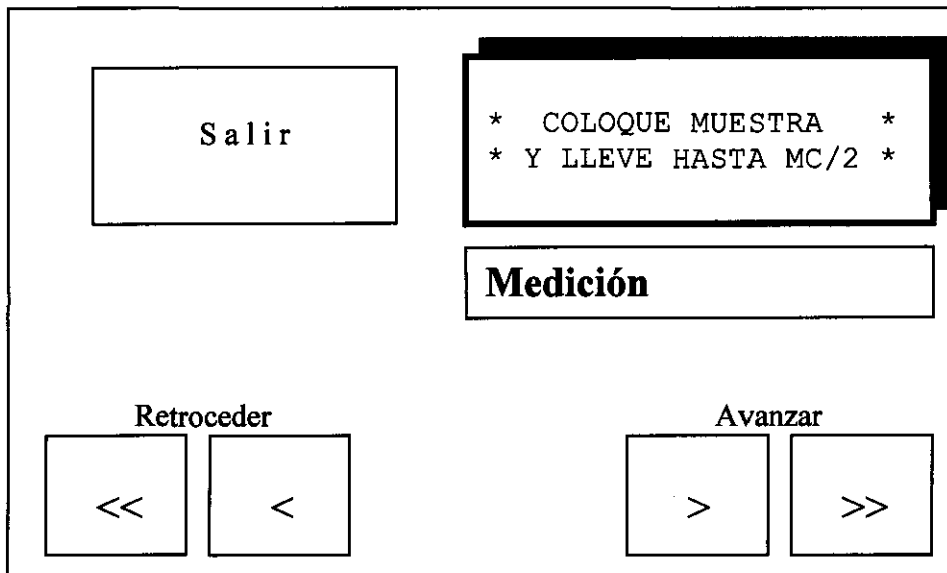 Salir
* COLOQUE MUESTRA *
* Y LLEVE HASTA MC/2 *
Medición
Retroceder
Avanzar
<<
<
>
>>